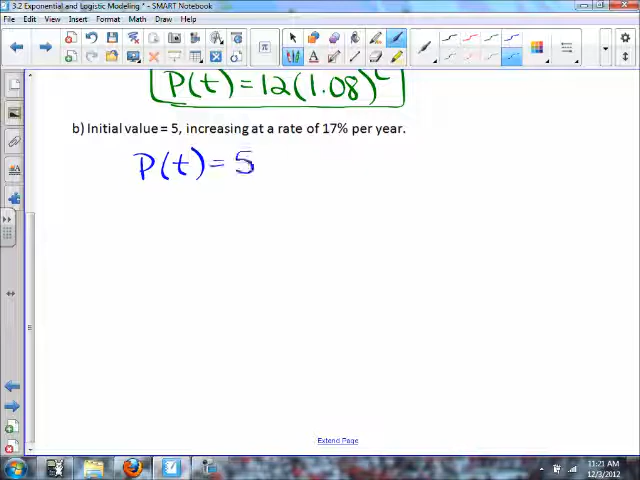 3.2 Exponential and Logistic Modeling * - SMART Notebook
File Edit View Insert Format Math Draw Tools Help
P(t) = 12(1.08)^t
b) Initial value = 5, increasing at a rate of 17% per year.
P(t) = 5
Extend Page
11:21 AM
12/3/2012